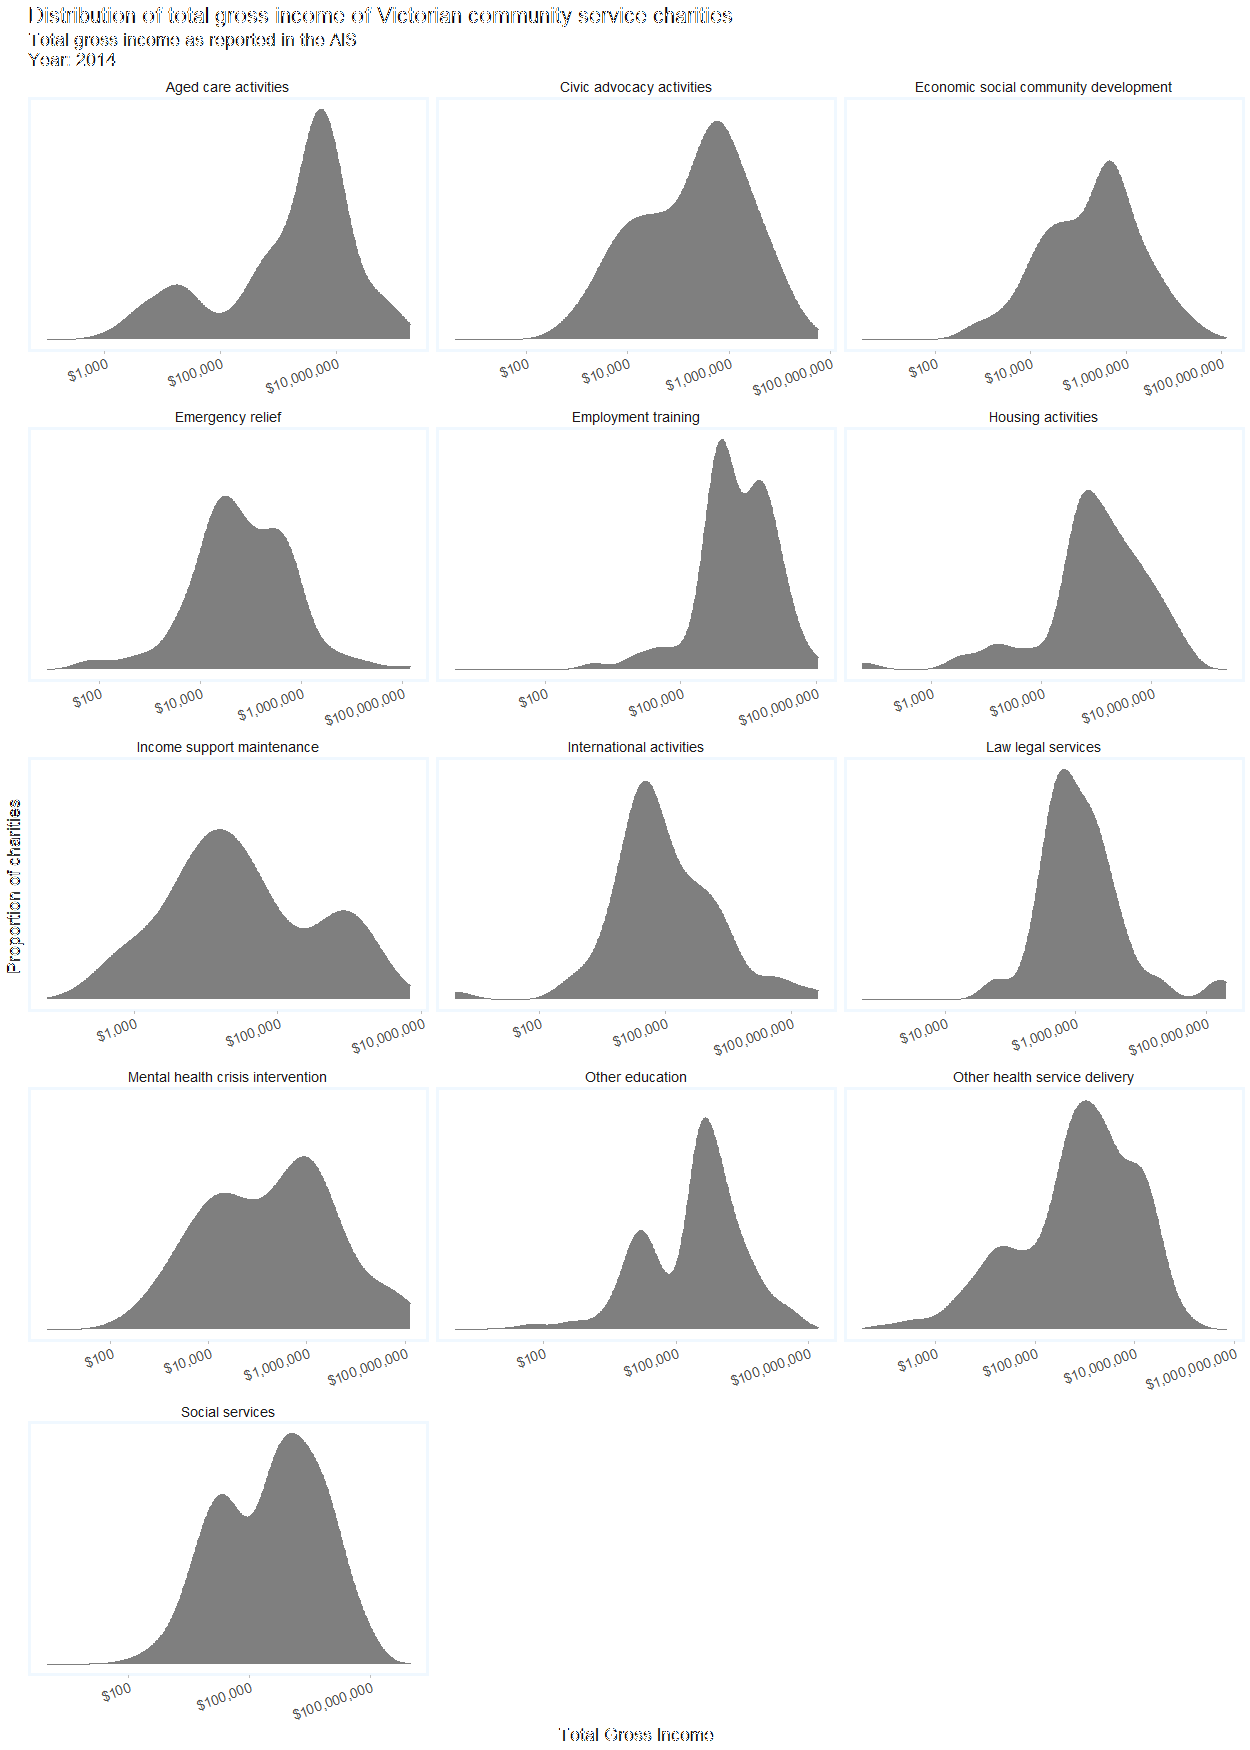 Distribution of total gross income of Victorian community service charities
Total gross income as reported in the AIS
Year: 2014
Aged care activities
Civic advocacy activities
Economic social community development
$1,000 $100,000 $10,000,000
$100 $10,000 $1,000,000 $100,000,000
$100 $10,000 $1,000,000 $100,000,000
Emergency relief
Employment training
Housing activities
$100 $10,000 $1,000,000 $100,000,000
$100 $100,000 $100,000,000
$1,000 $100,000 $10,000,000
Income support maintenance
International activities
Law legal services
Proportion of charities
$1,000 $100,000 $10,000,000
$100 $100,000 $100,000,000
$10,000 $1,000,000 $100,000,000
Mental health crisis intervention
Other education
Other health service delivery
$100 $10,000 $1,000,000 $100,000,000
$100 $100,000 $100,000,000
$1,000 $100,000 $10,000,000 $1,000,000,000
Social services
$100 $100,000 $100,000,000
Total Gross Income